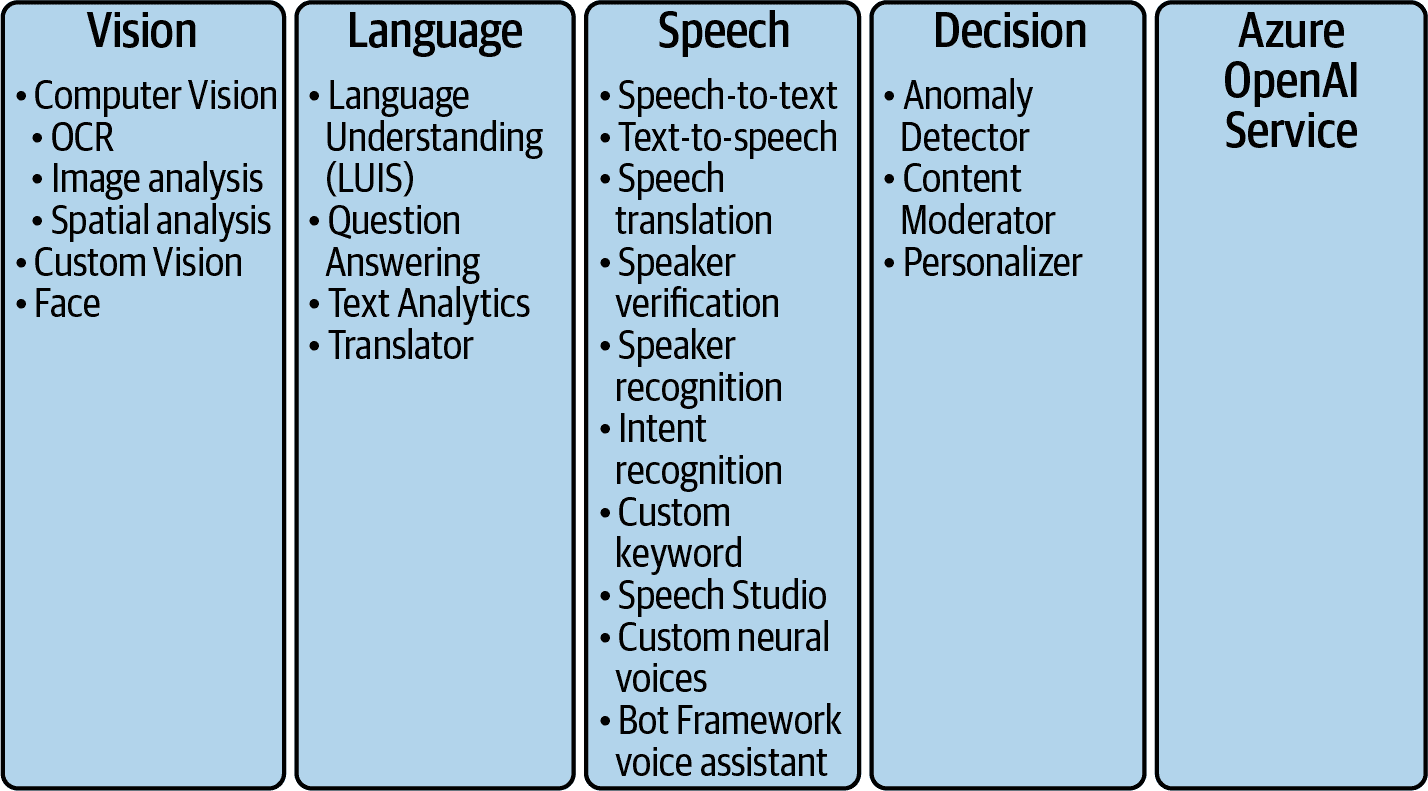 Vision
• Computer Vision
• OCR
• Image analysis
• Spatial analysis
• Custom Vision
• Face
Language
• Language
Understanding
(LUIS)
• Question
Answering
• Text Analytics
• Translator
Speech
• Speech-to-text
• Text-to-speech
• Speech
translation
• Speaker
verification
• Speaker
recognition
• Intent
recognition
• Custom
keyword
• Speech Studio
• Custom neural
voices
• Bot Framework
voice assistant
Decision
• Anomaly
Detector
• Content
Moderator
• Personalizer
Azure
OpenAI
Service